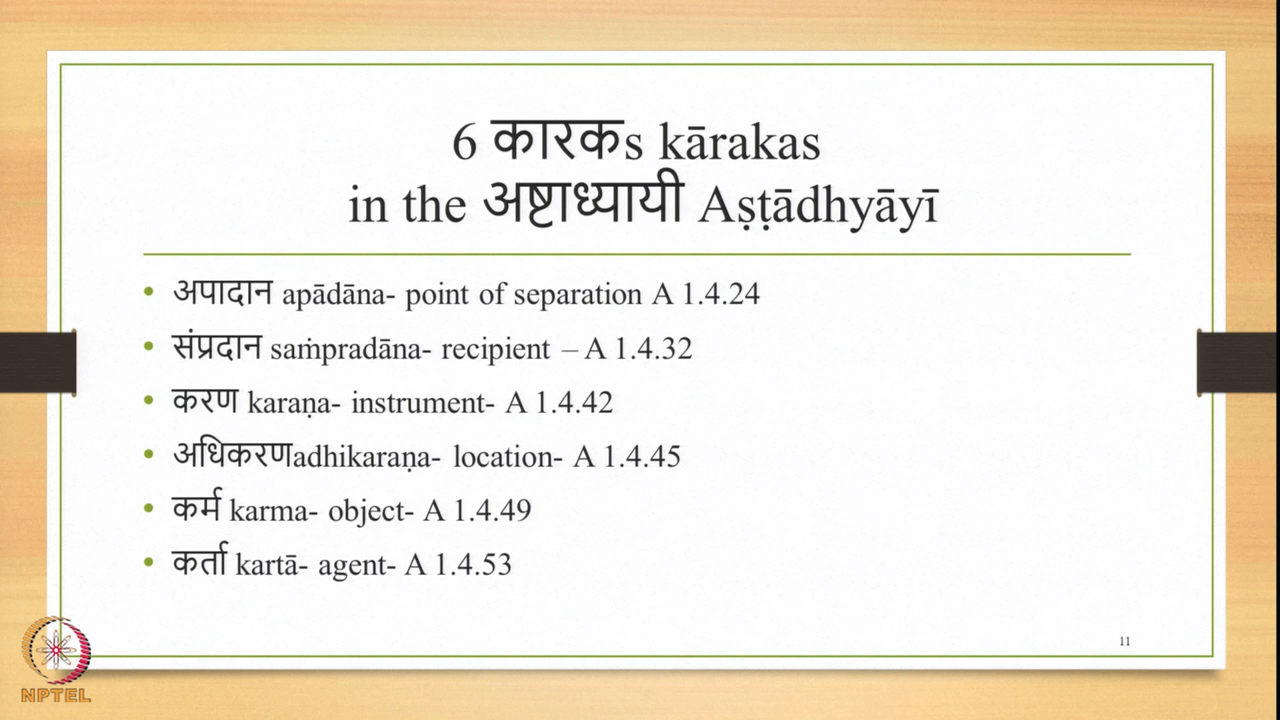 6 कारकs kārakas
in the अष्टाध्यायी Aṣṭādhyāyī
• अपादान apādāna- point of separation A 1.4.24
• संप्रदान saṁpradāna- recipient – A 1.4.32
• करण karaṇa- instrument- A 1.4.42
• अधिकरणadhikaraṇa- location- A 1.4.45
• कर्म karma- object- A 1.4.49
• कर्ता kartā- agent- A 1.4.53
11
NPTEL